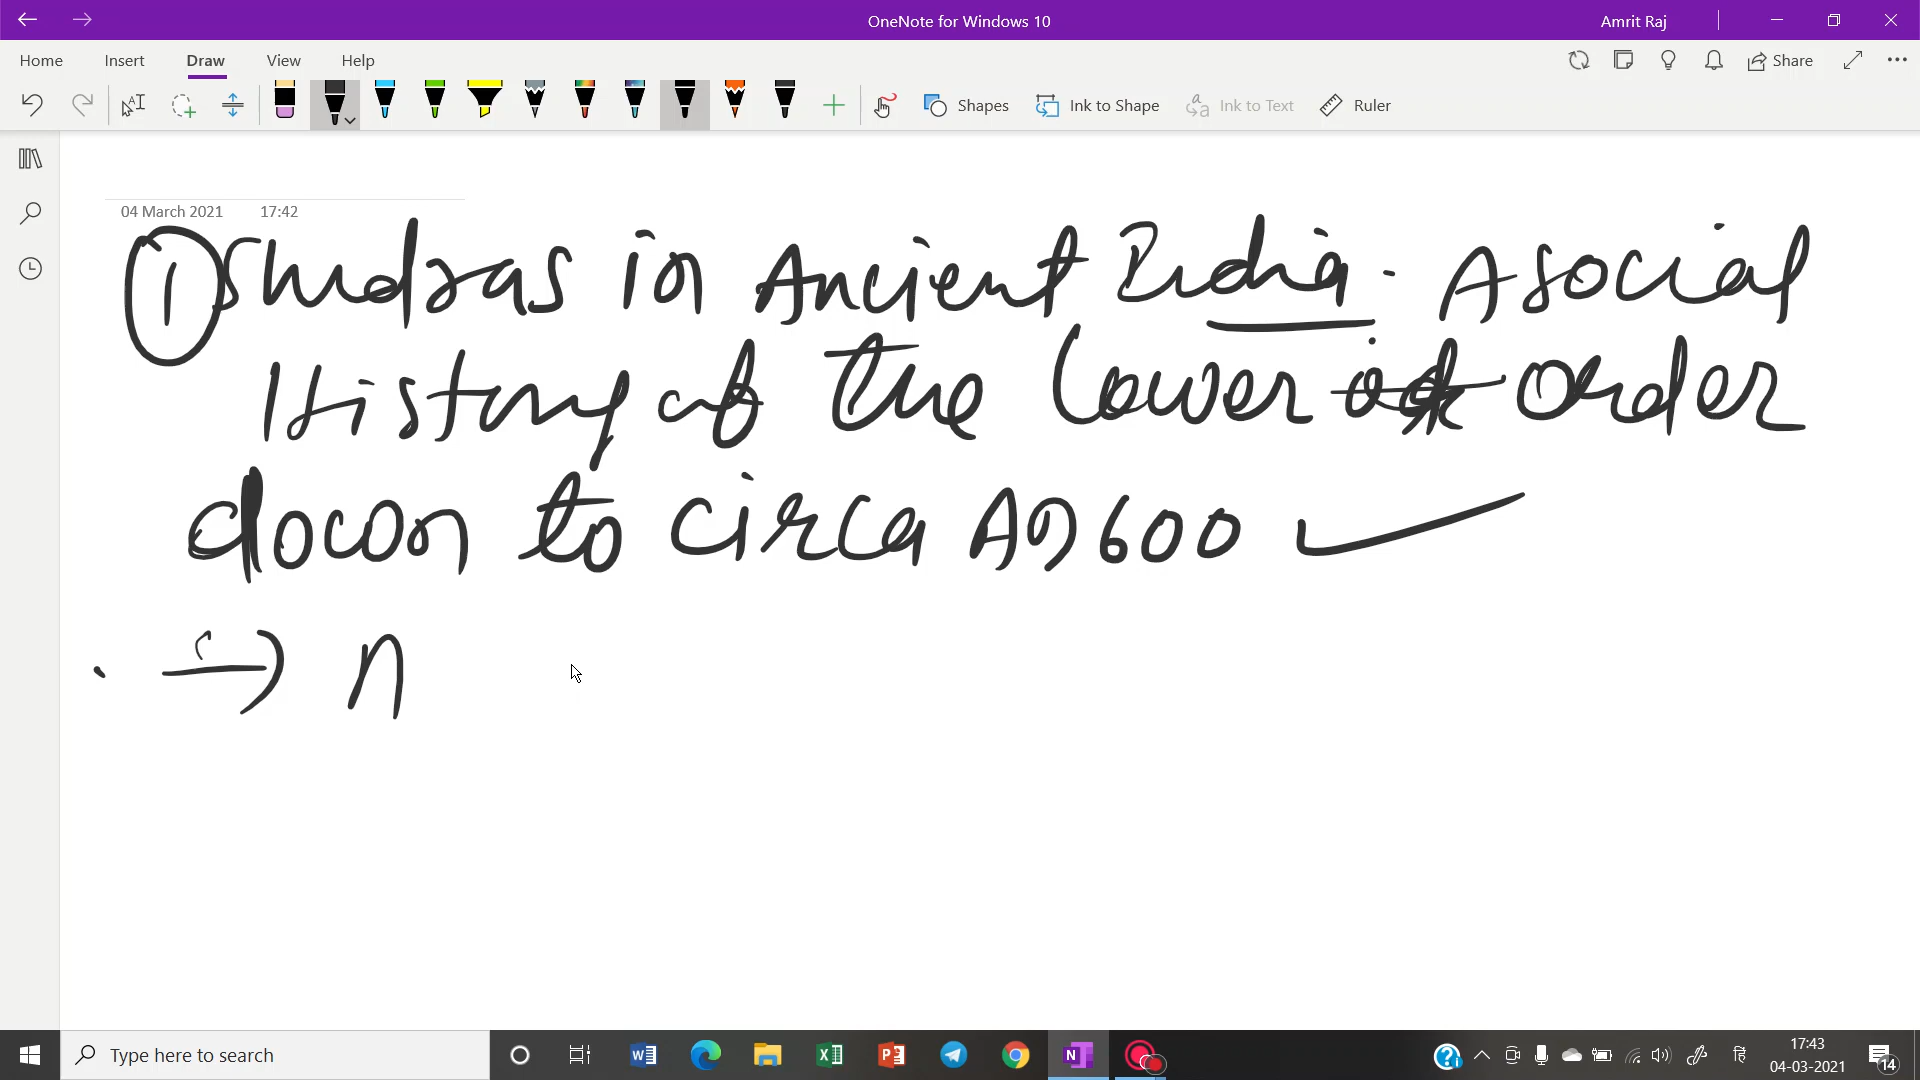 OneNote for Windows 10
Amrit Raj
Home Insert Draw View Help
Share
Shapes Ink to Shape Ink to Text Ruler
04 March 2021 17:42
1 Shudras in Ancient India. A social
History of the lower order
down to circa AD 600
n
Type here to search
हि
17:43
04-03-2021
14